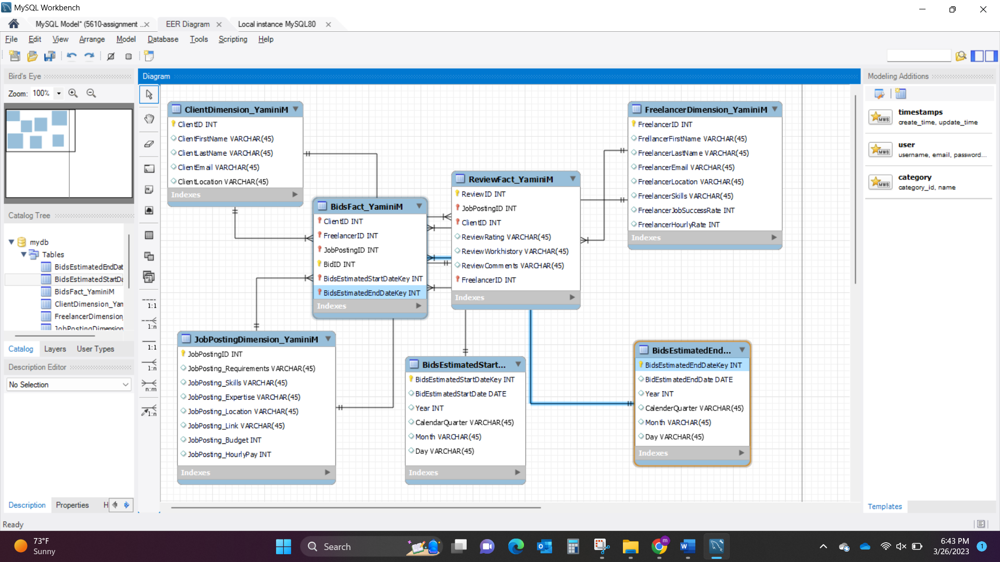 MySQL Workbench
MySQL Model* (5610-assignment ...
EER Diagram
Local instance MySQL80
File Edit View Arrange Model Database Tools Scripting Help
Bird's Eye
Zoom: 100%
Diagram
ClientDimension_YaminiM
ClientID INT
ClientFirstName VARCHAR(45)
ClientLastName VARCHAR(45)
ClientEmail VARCHAR(45)
ClientLocation VARCHAR(45)
Indexes
BidsFact_YaminiM
ClientID INT
FreelancerID INT
JobPostingID INT
BidID INT
BidsEstimatedStartDateKey INT
BidsEstimatedEndDateKey INT
Indexes
ReviewFact_YaminiM
ReviewID INT
JobPostingID INT
ClientID INT
ReviewRating VARCHAR(45)
ReviewWorkhistory VARCHAR(45)
ReviewComments VARCHAR(45)
FreelancerID INT
Indexes
FreelancerDimension_YaminiM
FreelancerID INT
FrellancerFirstName VARCHAR(45)
FreelancerLastName VARCHAR(45)
FreelancerEmail VARCHAR(45)
FreelancerLocation VARCHAR(45)
FreelancerSkills VARCHAR(45)
FreelancerJobSuccessRate INT
FreelancerHourlyRate INT
Indexes
JobPostingDimension_YaminiM
JobPostingID INT
JobPosting_Requirements VARCHAR(45)
JobPosting_Skills VARCHAR(45)
JobPosting_Expertise VARCHAR(45)
JobPosting_Location VARCHAR(45)
JobPosting_Link VARCHAR(45)
JobPosting_Budget INT
JobPosting_HourlyPay INT
Indexes
BidsEstimatedStart...
BidsEstimatedStartDateKey INT
BidEstimatedStartDate DATE
Year INT
CalendarQuarter VARCHAR(45)
Month VARCHAR(45)
Day VARCHAR(45)
Indexes
BidsEstimatedEnd...
BidsEstimatedEndDateKey INT
BidEstimatedEndDate DATE
Year INT
CalenderQuarter VARCHAR(45)
Month VARCHAR(45)
Day VARCHAR(45)
Indexes
1:1
1:n
1:1
1:n
n:m
1:n
Modeling Additions
MWB
timestamps
create_time, update_time
MWB
user
username, email, password...
MWB
category
category_id, name
Templates
Catalog Tree
mydb
Tables
BidsEstimatedEndDat
BidsEstimatedStartDa
BidsFact_YaminiM
ClientDimension_Yam
FreelancerDimension_
JobPostingDimension
Catalog Layers User Types
Description Editor
No Selection
Description Properties H
Ready
73°F
Sunny
Search
m
W
6:43 PM
3/26/2023
1